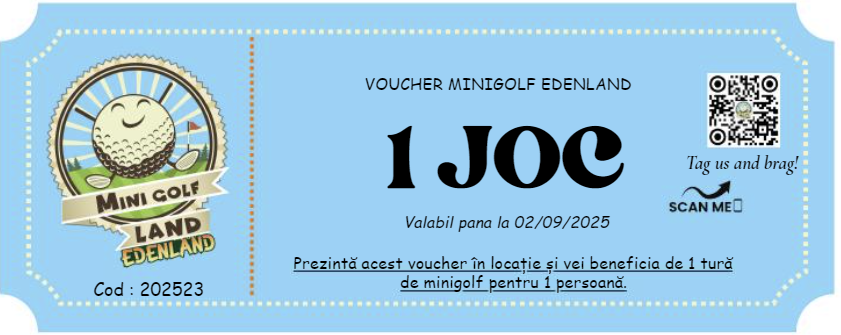 MINI GOLF
LAND
EDENLAND
Cod : 202523
VOUCHER MINIGOLF EDENLAND
1 JOC
Valabil pana la 02/09/2025
Prezintă acest voucher în locație și vei beneficia de 1 tură
de minigolf pentru 1 persoană.
Tag us and brag!
SCAN ME